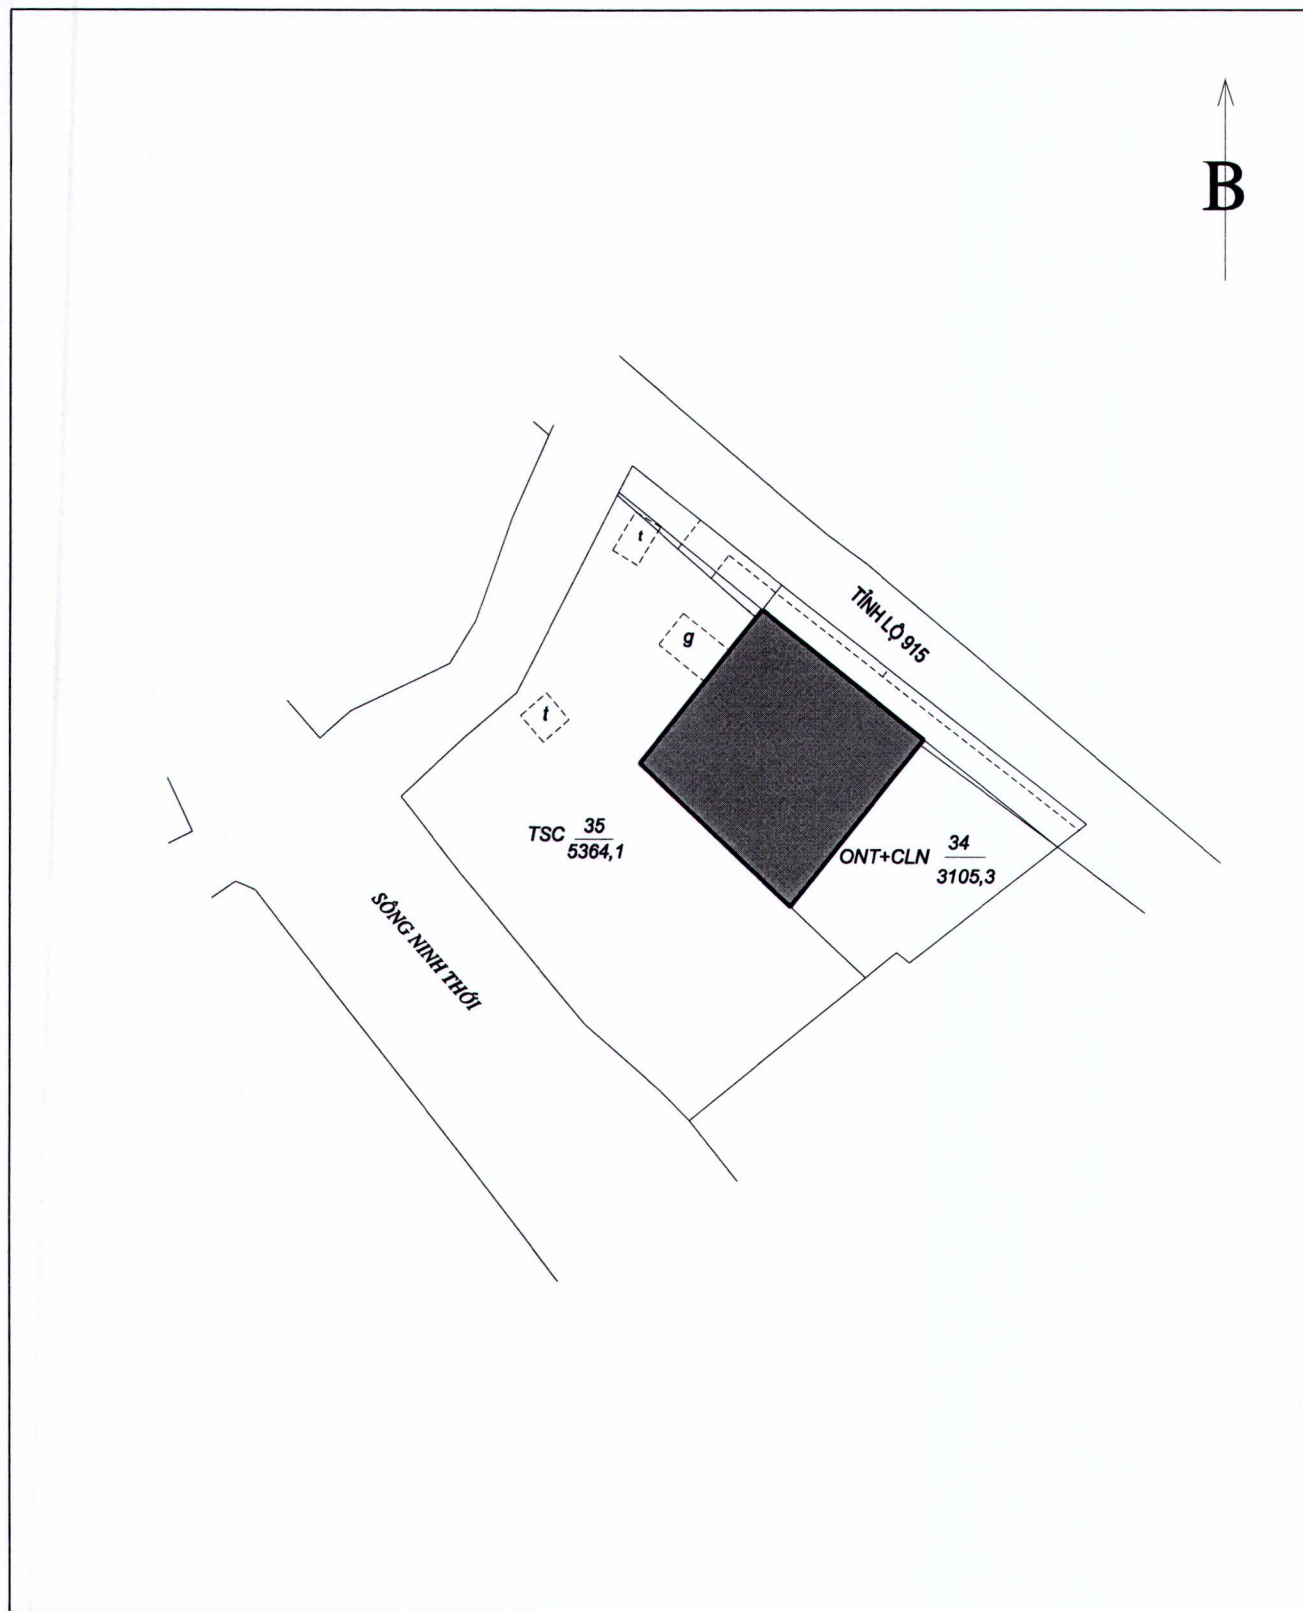 B
TỈNH LỘ 915
t
g
t
TSC 35
5364,1
ONT+CLN 34
3105,3
SÔNG NINH THỚI